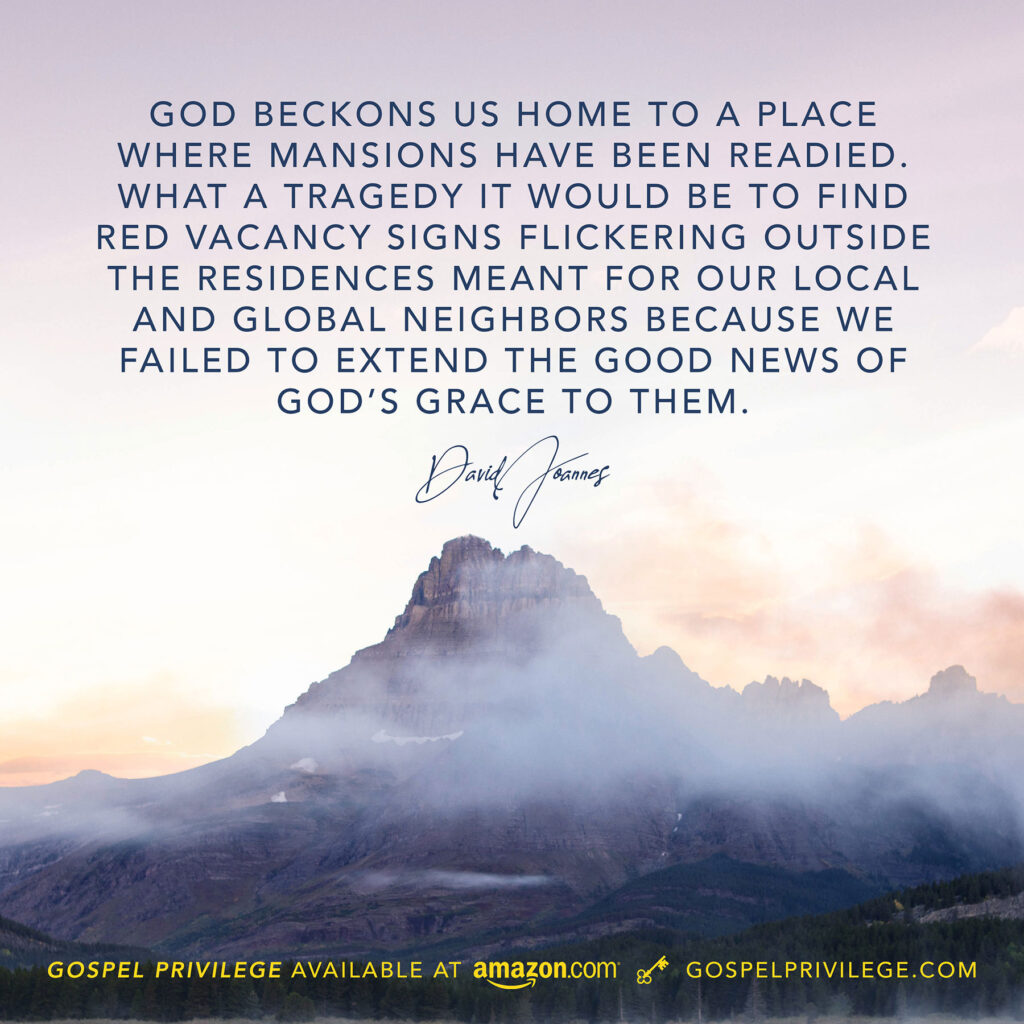 GOD BECKONS US HOME TO A PLACE
WHERE MANSIONS HAVE BEEN READIED.
WHAT A TRAGEDY IT WOULD BE TO FIND
RED VACANCY SIGNS FLICKERING OUTSIDE
THE RESIDENCES MEANT FOR OUR LOCAL
AND GLOBAL NEIGHBORS BECAUSE WE
FAILED TO EXTEND THE GOOD NEWS OF
GOD’S GRACE TO THEM.
David Joannes
GOSPEL PRIVILEGE AVAILABLE AT amazon.com GOSPELPRIVILEGE.COM